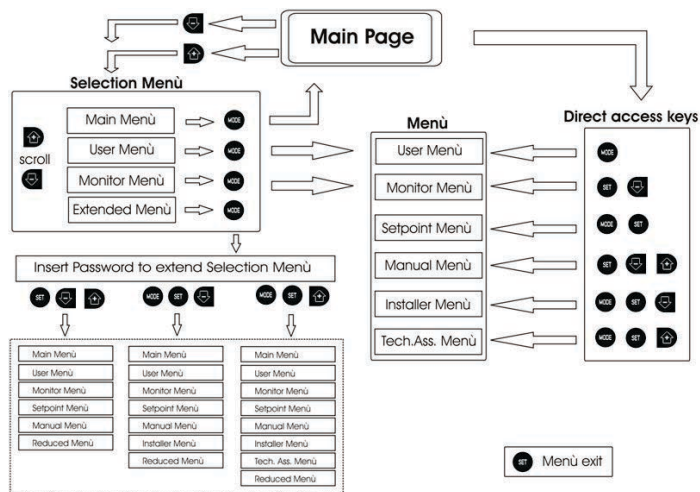 Main Page
Selection Menù
scroll
Main Menù MODE
User Menù MODE
Monitor Menù MODE
Extended Menù MODE
Insert Password to extend Selection Menù
SET - +
MODE SET -
MODE SET +
Main Menù
User Menù
Monitor Menù
Setpoint Menù
Manual Menù
Reduced Menù
Main Menù
User Menù
Monitor Menù
Setpoint Menù
Manual Menù
Installer Menù
Reduced Menù
Main Menù
User Menù
Monitor Menù
Setpoint Menù
Manual Menù
Installer Menù
Tech. Ass. Menù
Reduced Menù
Menù
User Menù
Monitor Menù
Setpoint Menù
Manual Menù
Installer Menù
Tech.Ass. Menù
Direct access keys
MODE
SET -
MODE SET
SET - +
MODE SET -
MODE SET +
SET Menù exit